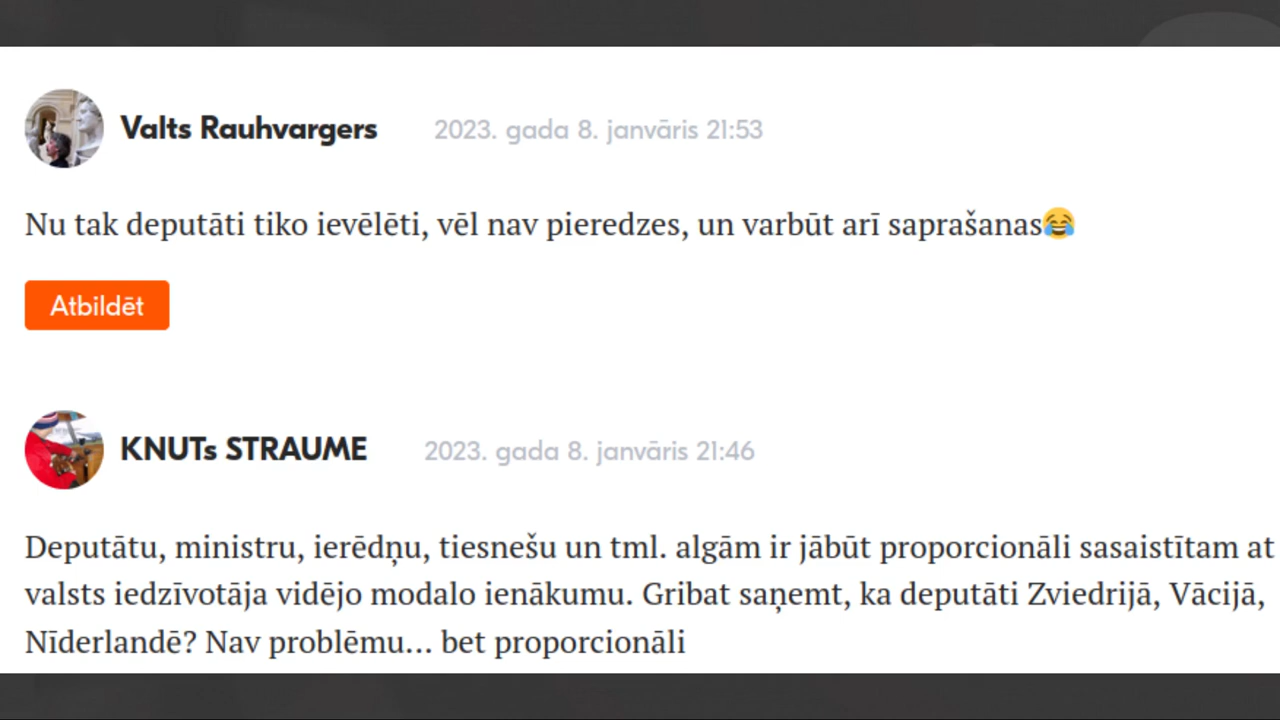 Valts Rauhvargers 2023. gada 8. janvāris 21:53
Nu tak deputāti tiko ievēlēti, vēl nav pieredzes, un varbūt arī saprašanas😂
Atbildēt
KNUTs STRAUME 2023. gada 8. janvāris 21:46
Deputātu, ministru, ierēdņu, tiesnešu un tml. algām ir jābūt proporcionāli sasaistītam at
valsts iedzīvotāja vidējo modalo ienākumu. Gribat saņemt, ka deputāti Zviedrijā, Vācijā,
Nīderlandē? Nav problēmu... bet proporcionāli